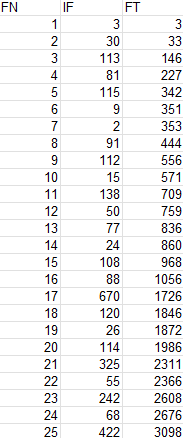 FN IF FT
1 3 3
2 30 33
3 113 146
4 81 227
5 115 342
6 9 351
7 2 353
8 91 444
9 112 556
10 15 571
11 138 709
12 50 759
13 77 836
14 24 860
15 108 968
16 88 1056
17 670 1726
18 120 1846
19 26 1872
20 114 1986
21 325 2311
22 55 2366
23 242 2608
24 68 2676
25 422 3098